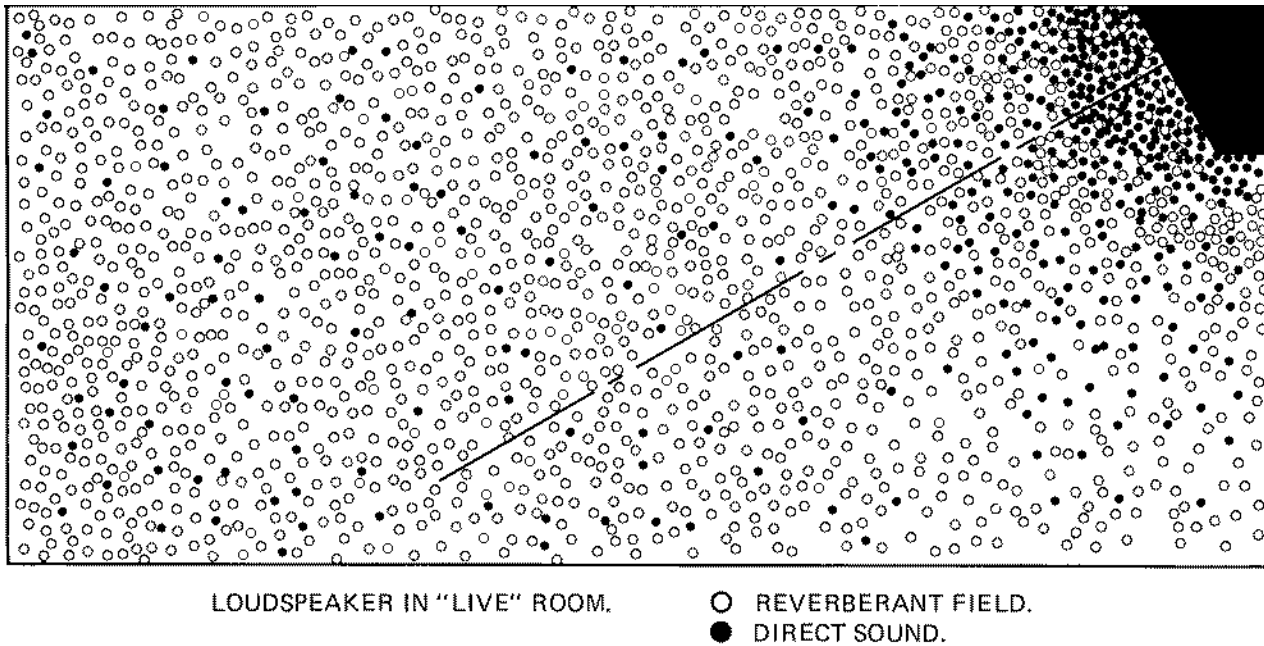 LOUDSPEAKER IN "LIVE" ROOM.
REVERBERANT FIELD.
DIRECT SOUND.